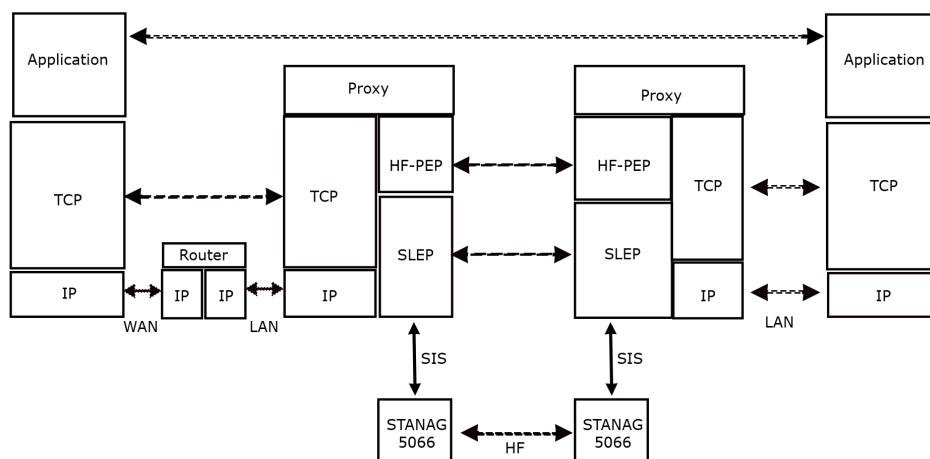 Application
Application
Proxy
Proxy
HF-PEP
HF-PEP
TCP
TCP
TCP
TCP
Router
SLEP
SLEP
IP
IP
IP
IP
IP
IP
WAN
LAN
LAN
SIS
SIS
STANAG
5066
STANAG
5066
HF